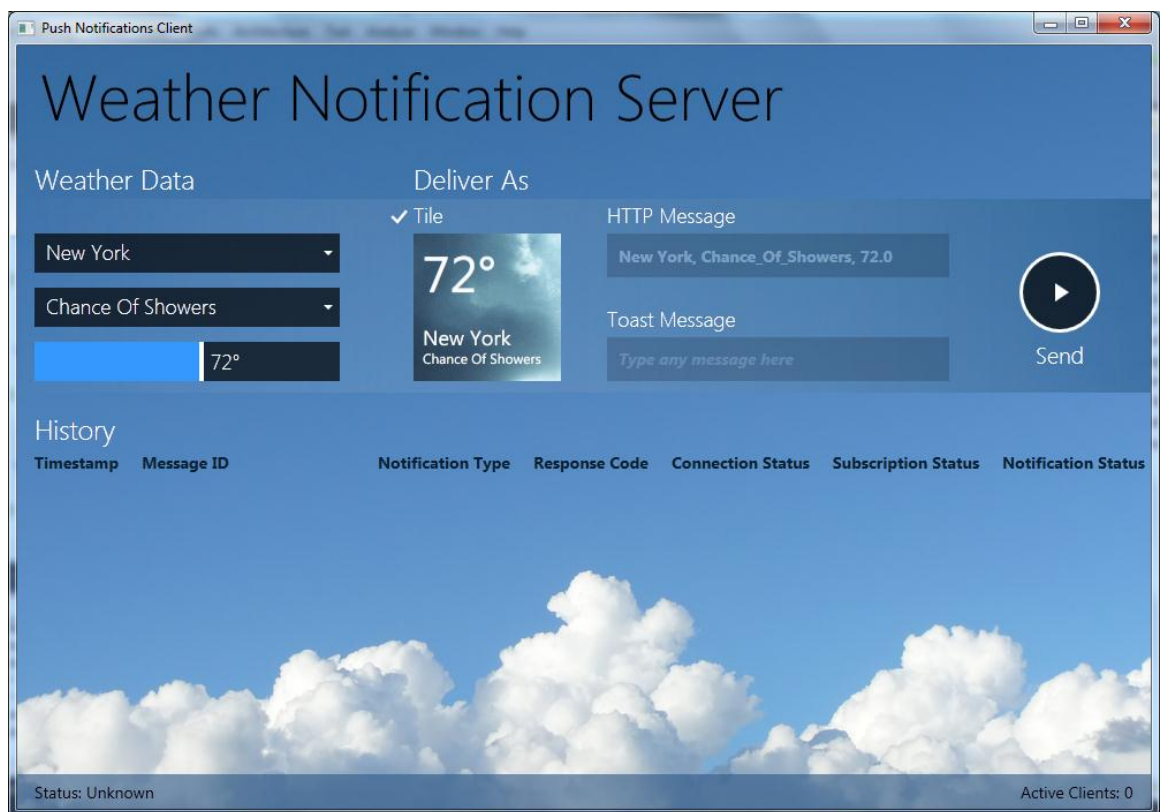 Push Notifications Client
Weather Notification Server
Weather Data
Deliver As
Tile
HTTP Message
New York
72°
New York, Chance_Of_Showers, 72.0
Chance Of Showers
New York
Chance Of Showers
Toast Message
72°
Type any message here
Send
History
Timestamp Message ID Notification Type Response Code Connection Status Subscription Status Notification Status
Status: Unknown
Active Clients: 0